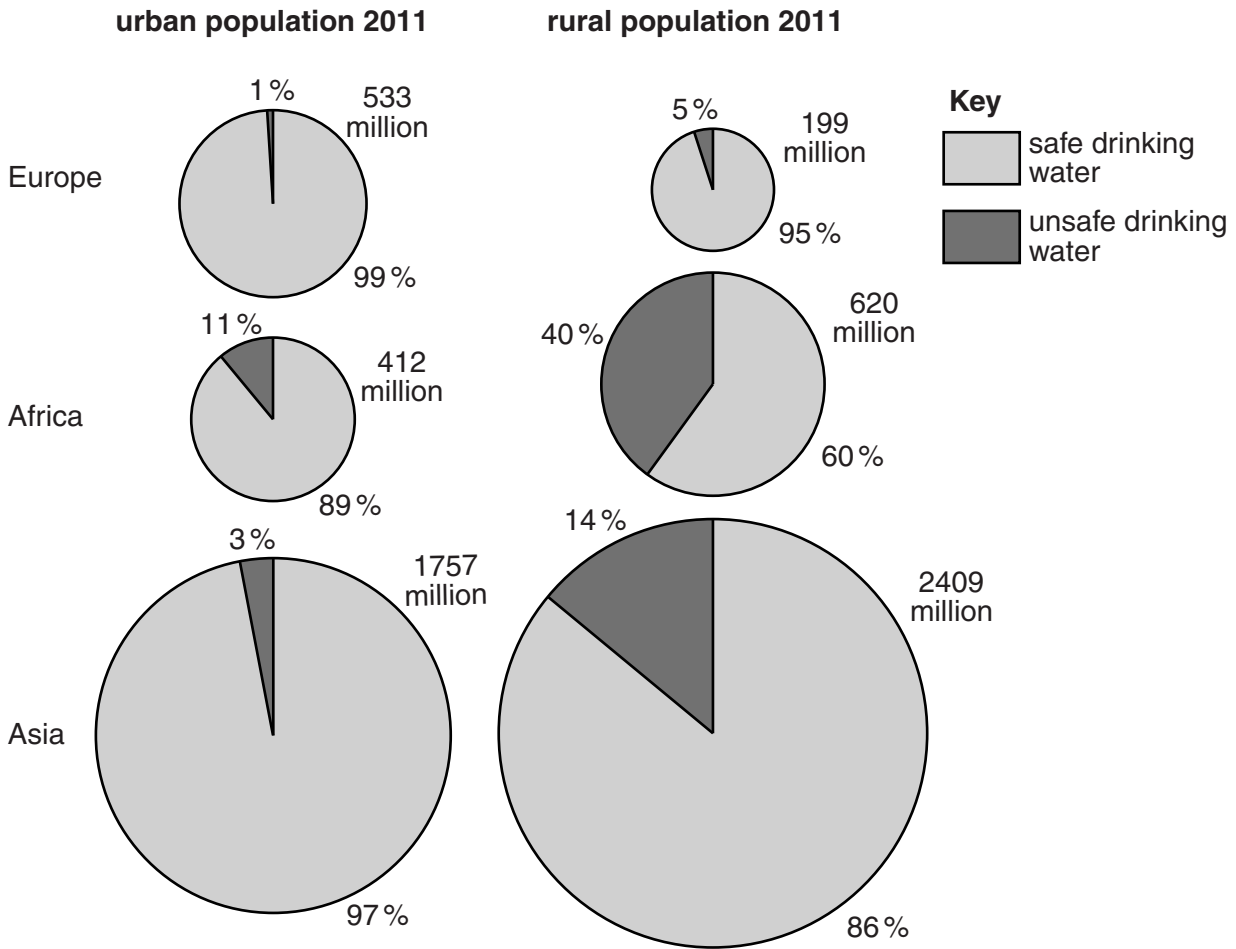 urban population 2011
rural population 2011
Key
safe drinking
water
unsafe drinking
water
Europe
1 %
533
million
99 %
5 %
199
million
95 %
Africa
11 %
412
million
89 %
40 %
620
million
60 %
Asia
3 %
1757
million
97 %
14 %
2409
million
86 %